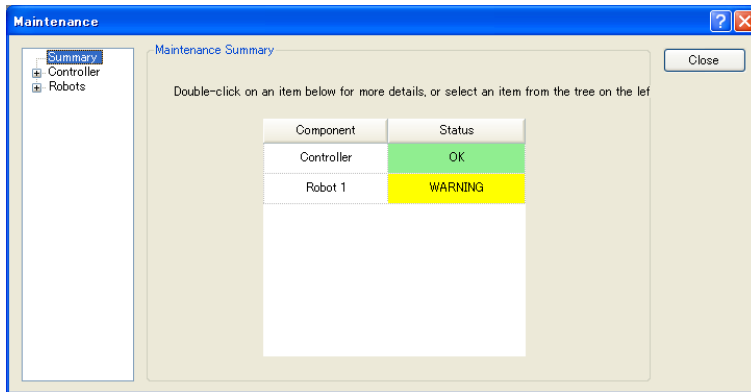 Maintenance
Summary
Controller
Robots
Maintenance Summary
Close
Double-click on an item below for more details, or select an item from the tree on the lef
Component Status
Controller OK
Robot 1 WARNING